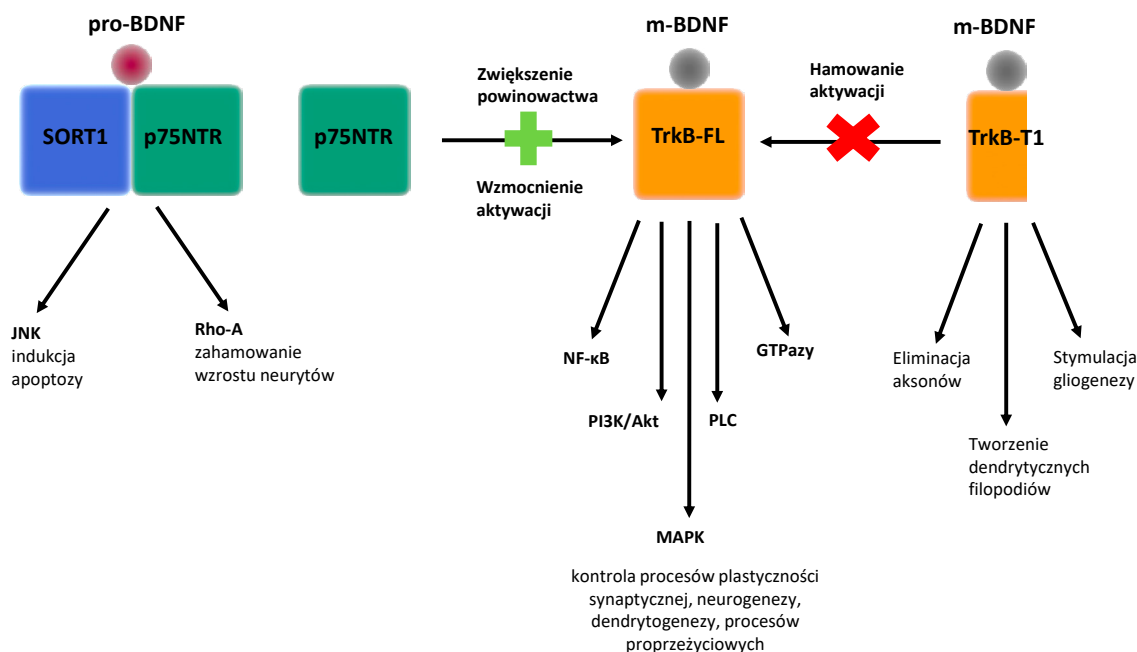 pro-BDNF
SORT1
p75NTR
JNK
indukcja
apoptozy
Rho-A
zahamowanie
wzrostu neurytów
p75NTR
Zwiększenie
powinowactwa
Wzmocnienie
aktywacji
m-BDNF
TrkB-FL
NF-κB
PI3K/Akt
MAPK
PLC
GTPazy
kontrola procesów plastyczności
synaptycznej, neurogenezy,
dendrytogenezy, procesów
proprzeżyciowych
Hamowanie
aktywacji
m-BDNF
TrkB-T1
Eliminacja
aksonów
Tworzenie
dendrytycznych
filopodiów
Stymulacja
gliogenezy